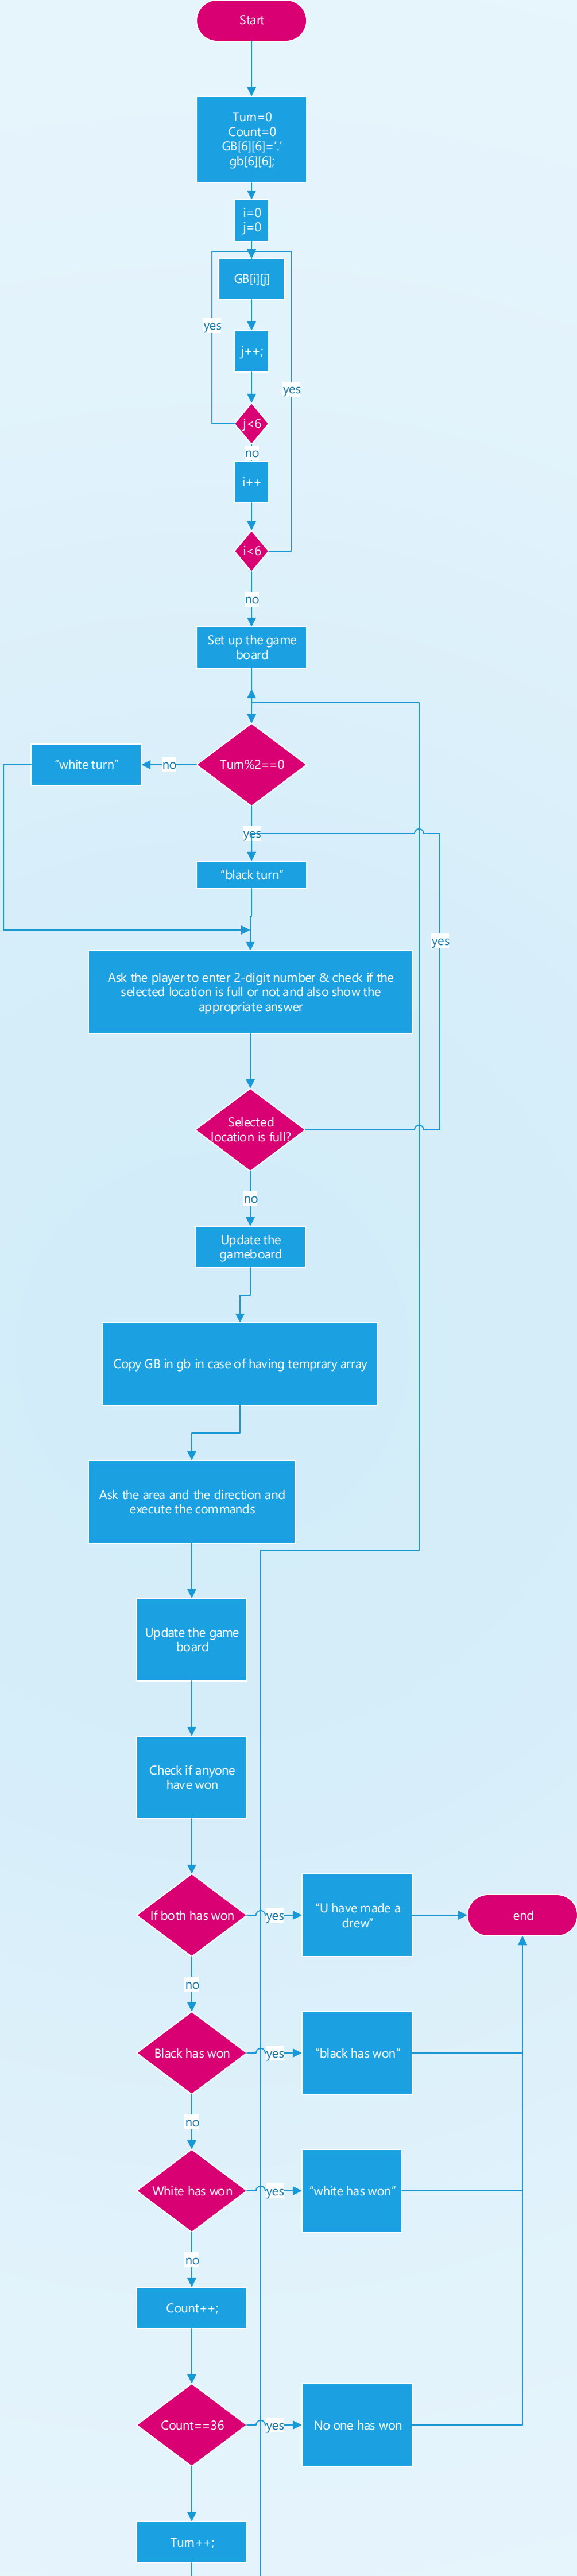 Start
Turn=0
Count=0
GB[6][6]='.'
gb[6][6];
i=0
j=0
GB[i][j]
yes
j++;
yes
j<6
no
i++
i<6
no
Set up the game
board
"white turn"
no
Turn%2==0
yes
"black turn"
yes
Ask the player to enter 2-digit number & check if the
selected location is full or not and also show the
appropriate answer
Selected
location is full?
no
Update the
gameboard
Copy GB in gb in case of having temprary array
Ask the area and the direction and
execute the commands
Update the game
board
Check if anyone
have won
If both has won
yes
"U have made a
drew"
end
no
Black has won
yes
"black has won"
no
White has won
yes
"white has won"
no
Count++;
Count==36
yes
No one has won
Turn++;